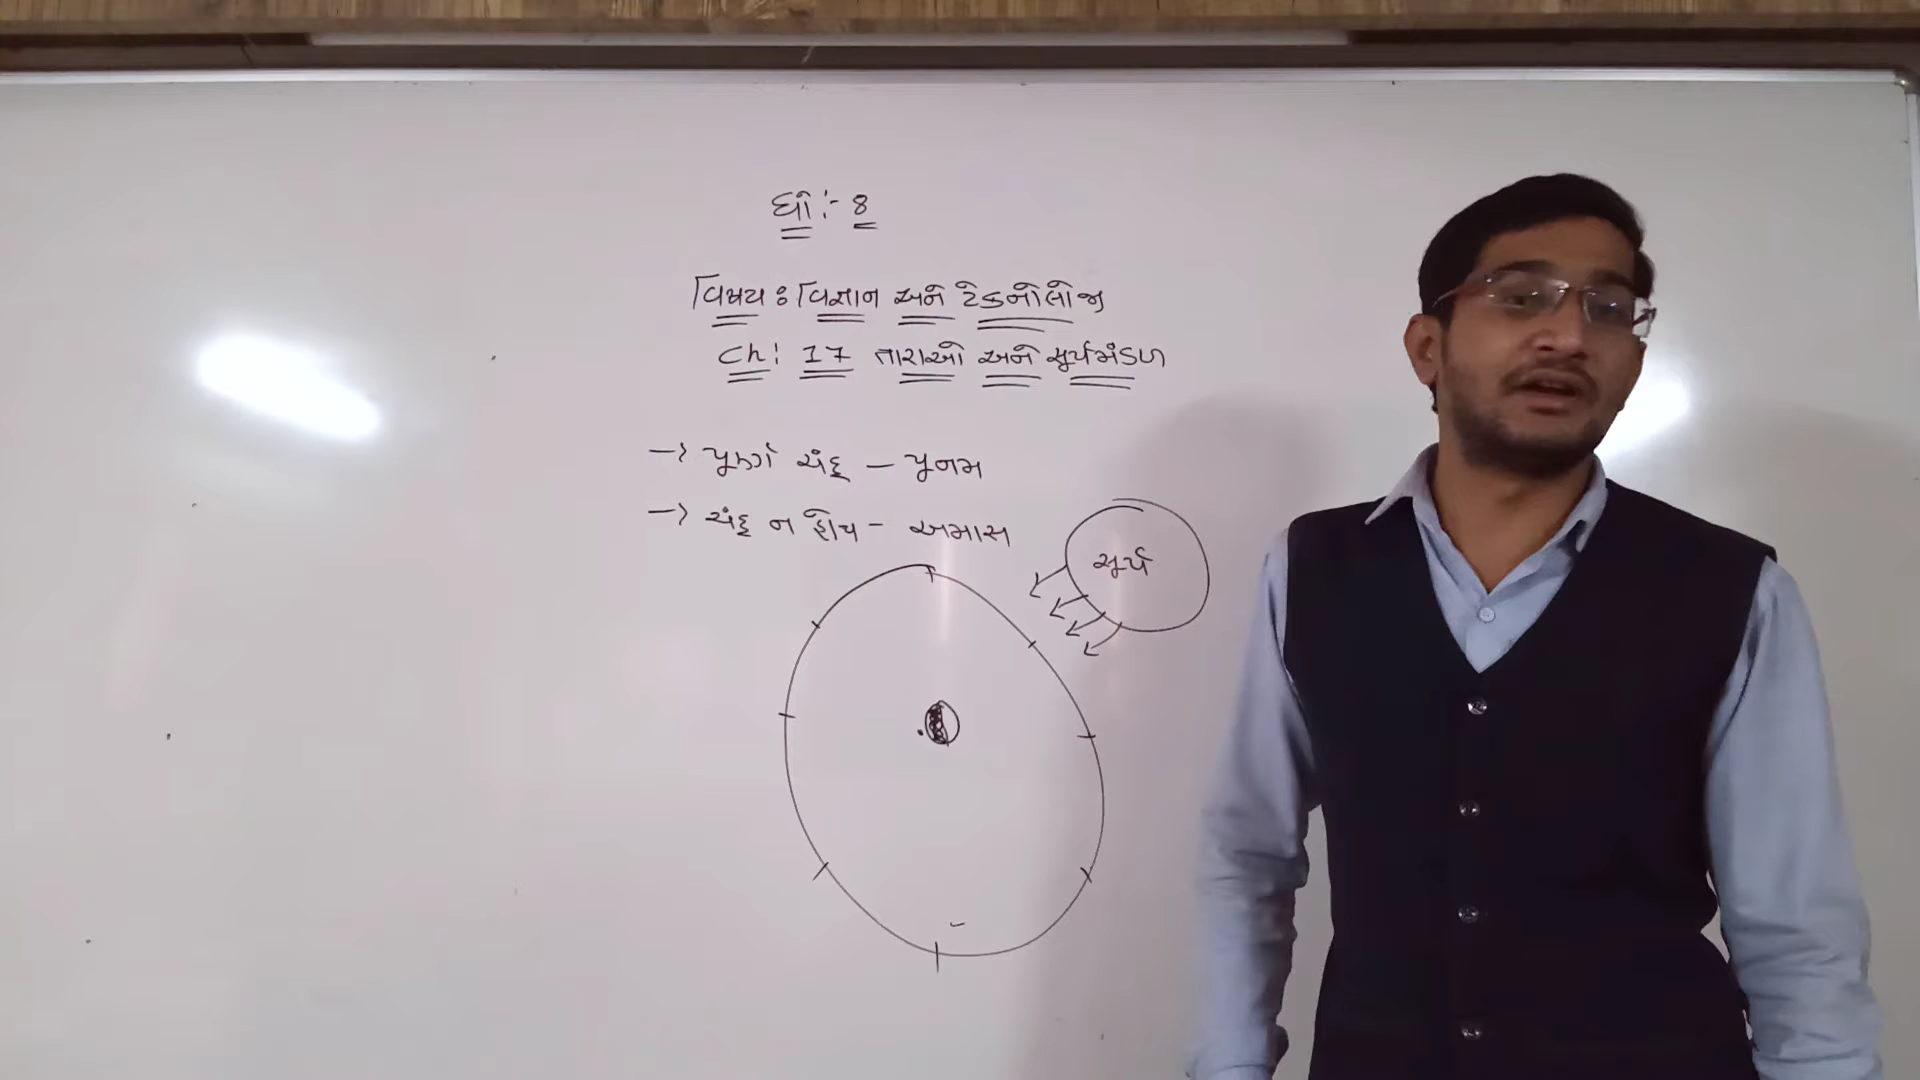 ધો :- 8
વિષય : વિજ્ઞાન અને ટેકનોલોજી
Ch : 17 તારાઓ અને સૂર્યમંડળ
→ પૂર્ણ ચંદ્ર – પુનમ
→ ચંદ્ર ન હોય - અમાસ
સૂર્ય